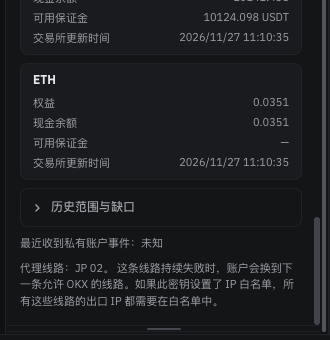 可用保证金 10124.098 USDT
交易所更新时间 2026/11/27 11:10:35
ETH
权益 0.0351
现金余额 0.0351
可用保证金 —
交易所更新时间 2026/11/27 11:10:35
历史范围与缺口
最近收到私有账户事件：未知
代理线路：JP 02。 这条线路持续失败时，账户会换到下
一条允许 OKX 的线路。如果此密钥设置了 IP 白名单，所
有这些线路的出口 IP 都需要在白名单中。